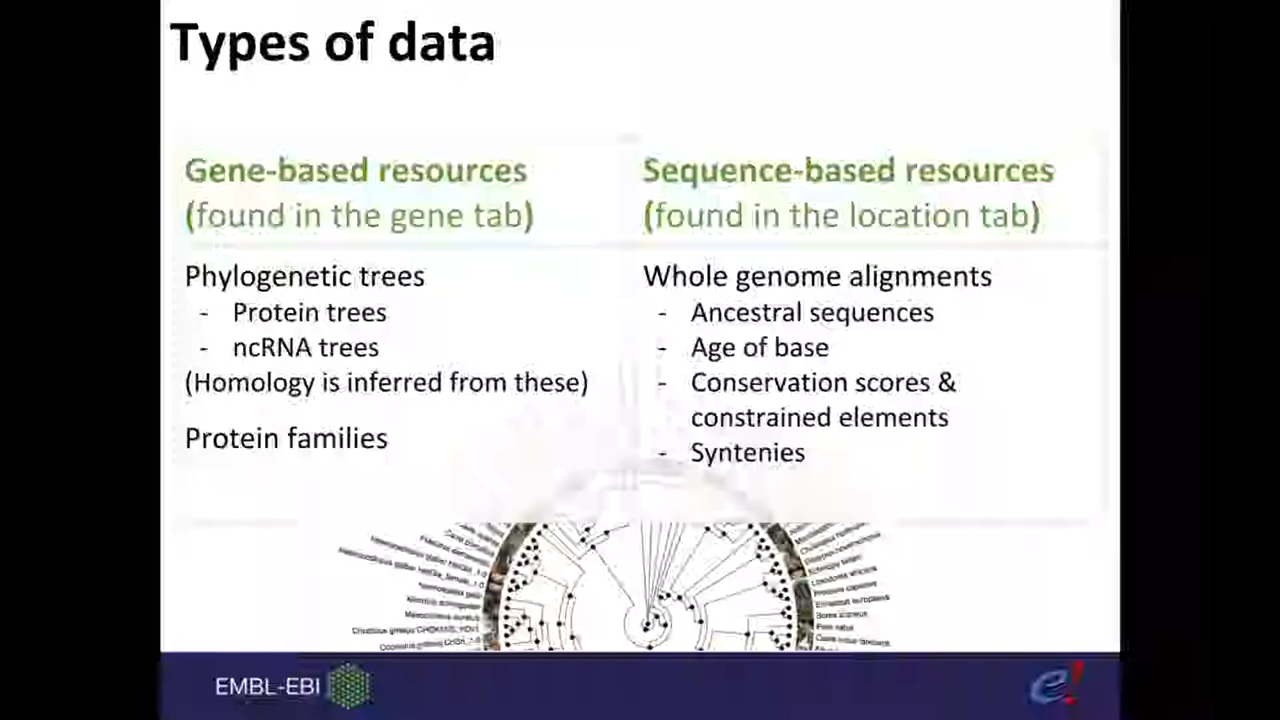 Types of data
Gene-based resources
(found in the gene tab)
Phylogenetic trees
- Protein trees
- ncRNA trees
(Homology is inferred from these)
Protein families
Sequence-based resources
(found in the location tab)
Whole genome alignments
- Ancestral sequences
- Age of base
- Conservation scores &
constrained elements
- Syntenies
EMBL-EBI
e!